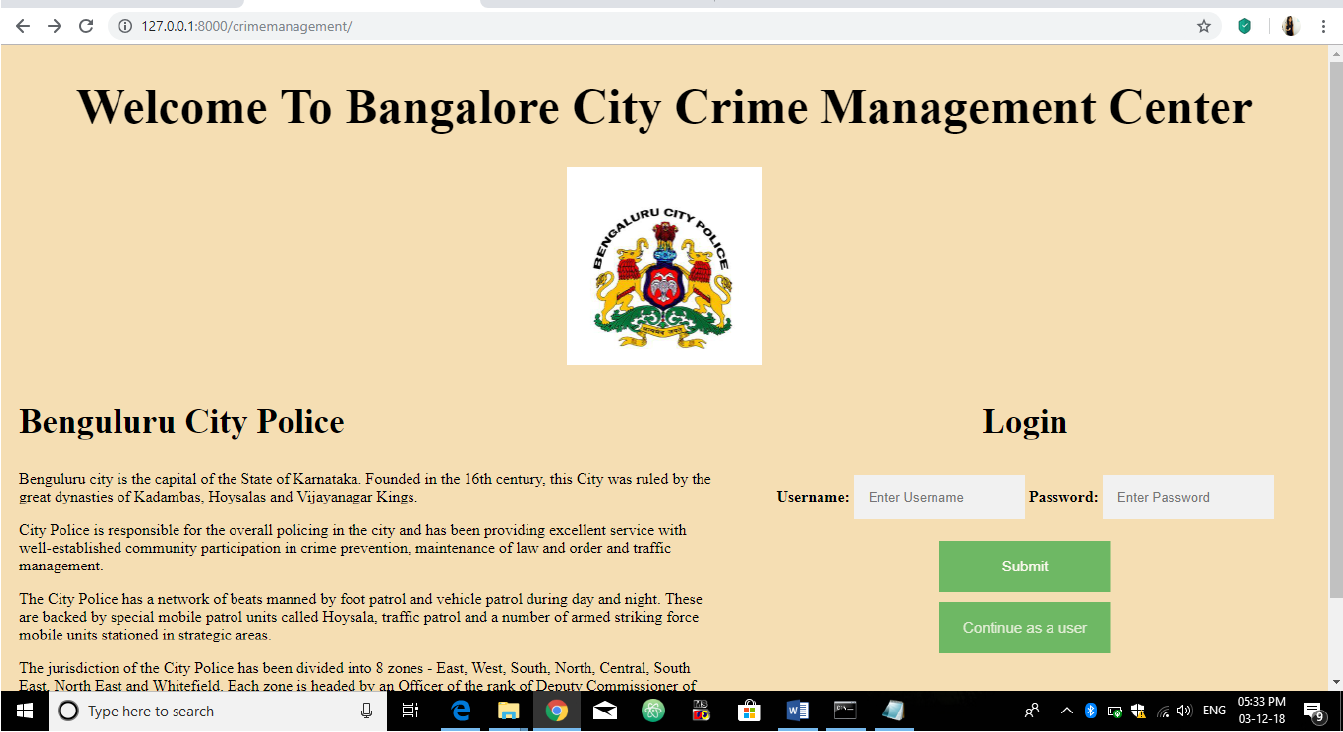 127.0.0.1:8000/crimemanagement/
Welcome To Bangalore City Crime Management Center
BENGALURU CITY POLICE
Benguluru City Police
Benguluru city is the capital of the State of Karnataka. Founded in the 16th century, this City was ruled by the
great dynasties of Kadambas, Hoysalas and Vijayanagar Kings.
City Police is responsible for the overall policing in the city and has been providing excellent service with
well-established community participation in crime prevention, maintenance of law and order and traffic
management.
The City Police has a network of beats manned by foot patrol and vehicle patrol during day and night. These
are backed by special mobile patrol units called Hoysala, traffic patrol and a number of armed striking force
mobile units stationed in strategic areas.
The jurisdiction of the City Police has been divided into 8 zones - East, West, South, North, Central, South
East, North East and Whitefield. Each zone is headed by an Officer of the rank of Deputy Commissioner of
Login
Username: Enter Username Password: Enter Password
Submit
Continue as a user
Type here to search
ENG
05:33 PM
03-12-18
9